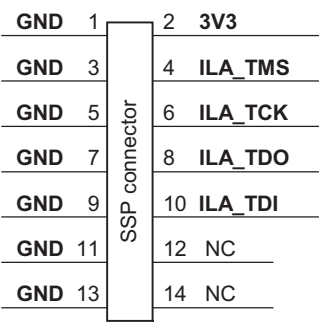 GND 1 2 3V3
GND 3 4 ILA_TMS
GND 5 6 ILA_TCK
GND 7 8 ILA_TDO
GND 9 10 ILA_TDI
GND 11 12 NC
GND 13 14 NC
SSP connector